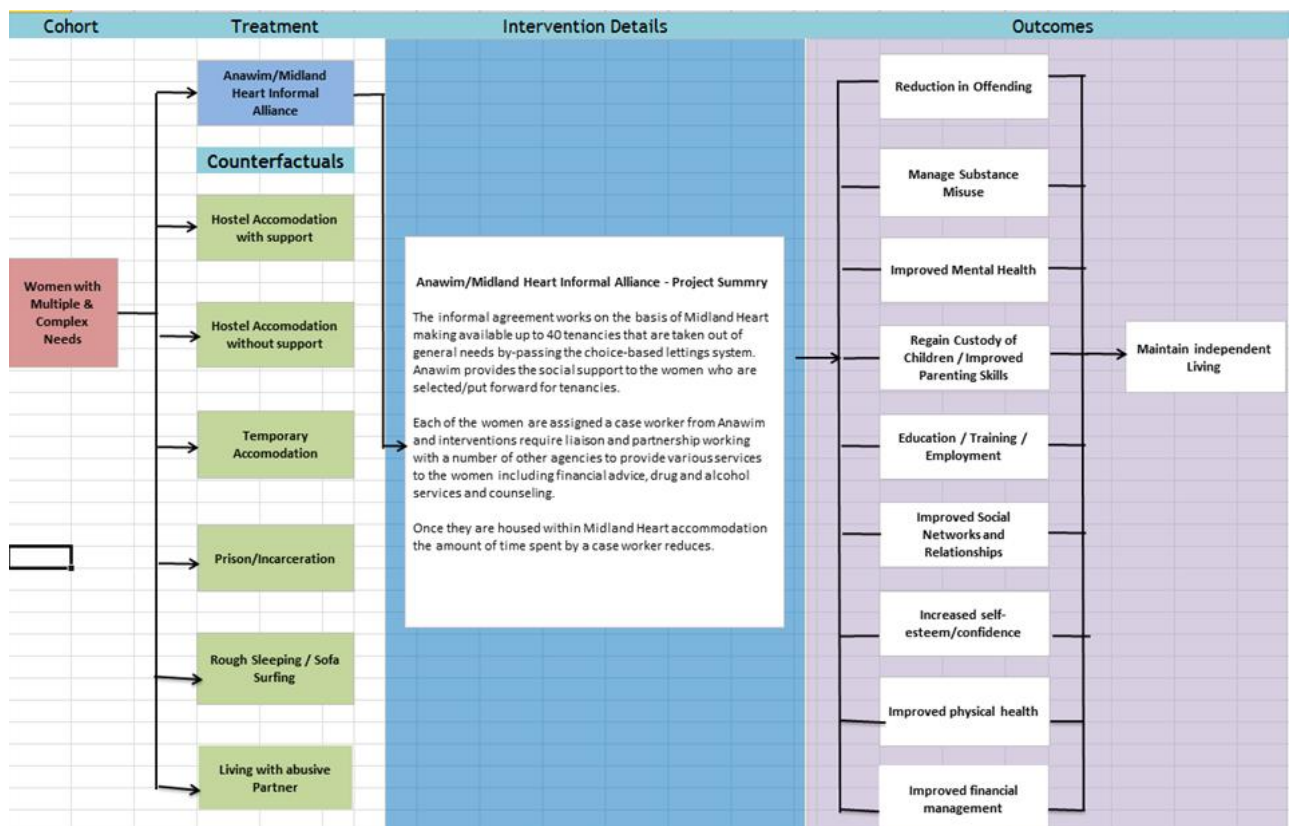 Cohort
Treatment
Intervention Details
Outcomes
Women with
Multiple &
Complex
Needs
Anawim/Midland
Heart Informal
Alliance
Counterfactuals
Hostel Accomodation
with support
Hostel Accomodation
without support
Temporary
Accomodation
Prison/Incarceration
Rough Sleeping / Sofa
Surfing
Living with abusive
Partner
Anawim/Midland Heart Informal Alliance - Project Summry
The informal agreement works on the basis of Midland Heart
making available up to 40 tenancies that are taken out of
general needs by-passing the choice-based lettings system.
Anawim provides the social support to the women who are
selected/put forward for tenancies.
Each of the women are assigned a case worker from Anawim
and interventions require liaison and partnership working
with a number of other agencies to provide various services
to the women including financial advice, drug and alcohol
services and counseling.
Once they are housed within Midland Heart accommodation
the amount of time spent by a case worker reduces.
Reduction in Offending
Manage Substance
Misuse
Improved Mental Health
Regain Custody of
Children / Improved
Parenting Skills
Education / Training /
Employment
Improved Social
Networks and
Relationships
Increased self-
esteem/confidence
Improved physical health
Improved financial
management
Maintain independent
Living